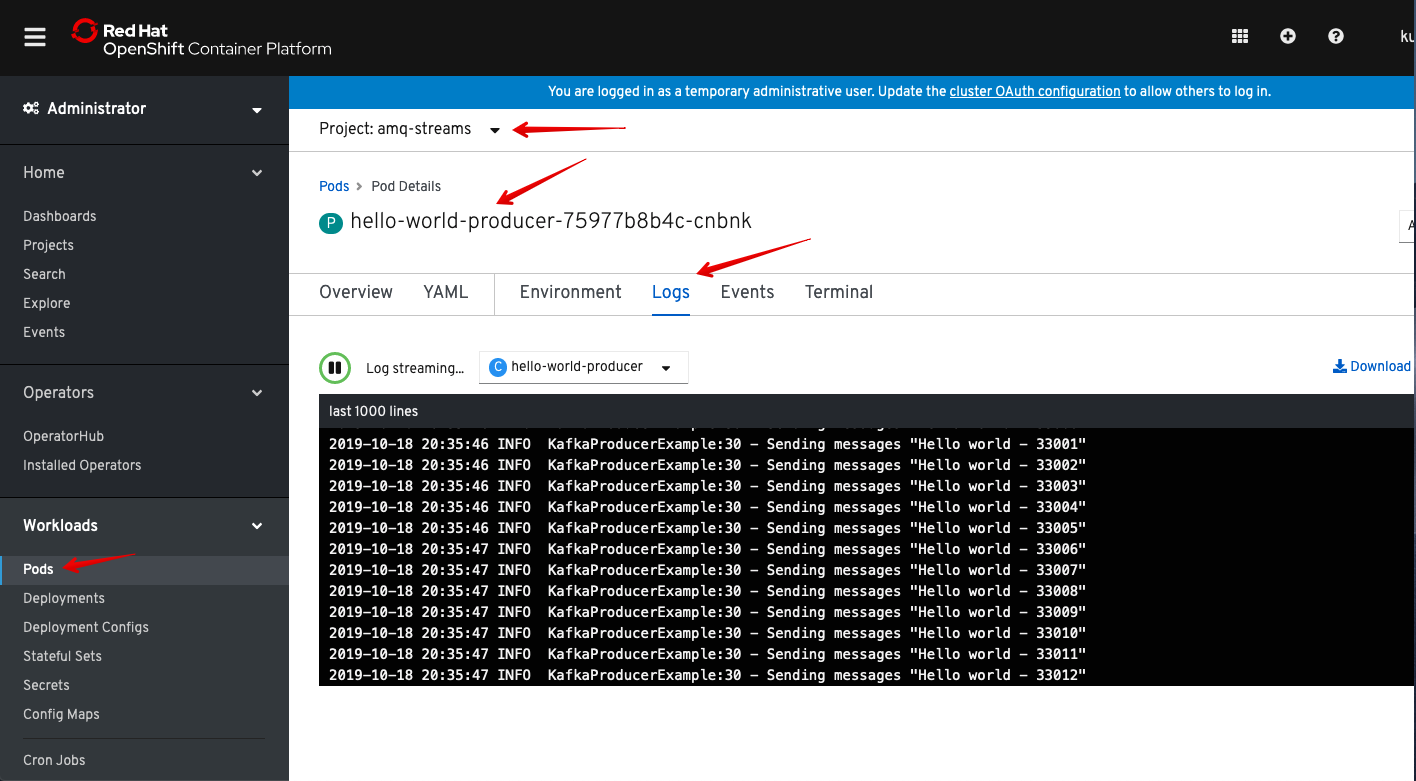 Red Hat
OpenShift Container Platform
Administrator
Home
Dashboards
Projects
Search
Explore
Events
Operators
OperatorHub
Installed Operators
Workloads
Pods
Deployments
Deployment Configs
Stateful Sets
Secrets
Config Maps
Cron Jobs
You are logged in as a temporary administrative user. Update the cluster OAuth configuration to allow others to log in.
Project: amq-streams
Pods > Pod Details
P hello-world-producer-75977b8b4c-cnbnk
Overview YAML Environment Logs Events Terminal
Log streaming... C hello-world-producer Download
last 1000 lines
2019-10-18 20:35:46 INFO KafkaProducerExample:30 - Sending messages "Hello world - 33001"
2019-10-18 20:35:46 INFO KafkaProducerExample:30 - Sending messages "Hello world - 33002"
2019-10-18 20:35:46 INFO KafkaProducerExample:30 - Sending messages "Hello world - 33003"
2019-10-18 20:35:46 INFO KafkaProducerExample:30 - Sending messages "Hello world - 33004"
2019-10-18 20:35:46 INFO KafkaProducerExample:30 - Sending messages "Hello world - 33005"
2019-10-18 20:35:47 INFO KafkaProducerExample:30 - Sending messages "Hello world - 33006"
2019-10-18 20:35:47 INFO KafkaProducerExample:30 - Sending messages "Hello world - 33007"
2019-10-18 20:35:47 INFO KafkaProducerExample:30 - Sending messages "Hello world - 33008"
2019-10-18 20:35:47 INFO KafkaProducerExample:30 - Sending messages "Hello world - 33009"
2019-10-18 20:35:47 INFO KafkaProducerExample:30 - Sending messages "Hello world - 33010"
2019-10-18 20:35:47 INFO KafkaProducerExample:30 - Sending messages "Hello world - 33011"
2019-10-18 20:35:47 INFO KafkaProducerExample:30 - Sending messages "Hello world - 33012"